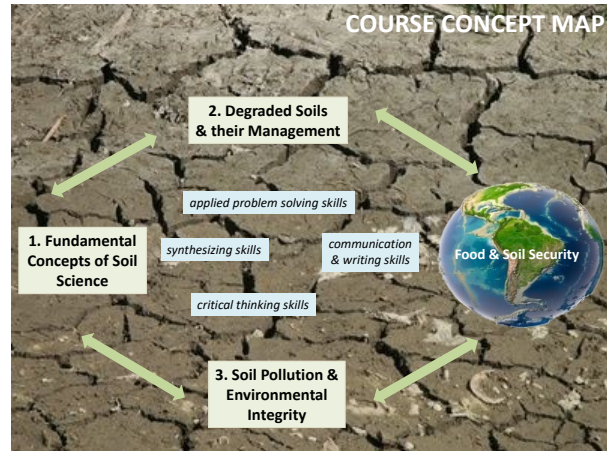 COURSE CONCEPT MAP
2. Degraded Soils
& their Management
applied problem solving skills
1. Fundamental
Concepts of Soil
Science
synthesizing skills
communication
& writing skills
Food & Soil Security
critical thinking skills
3. Soil Pollution &
Environmental
Integrity